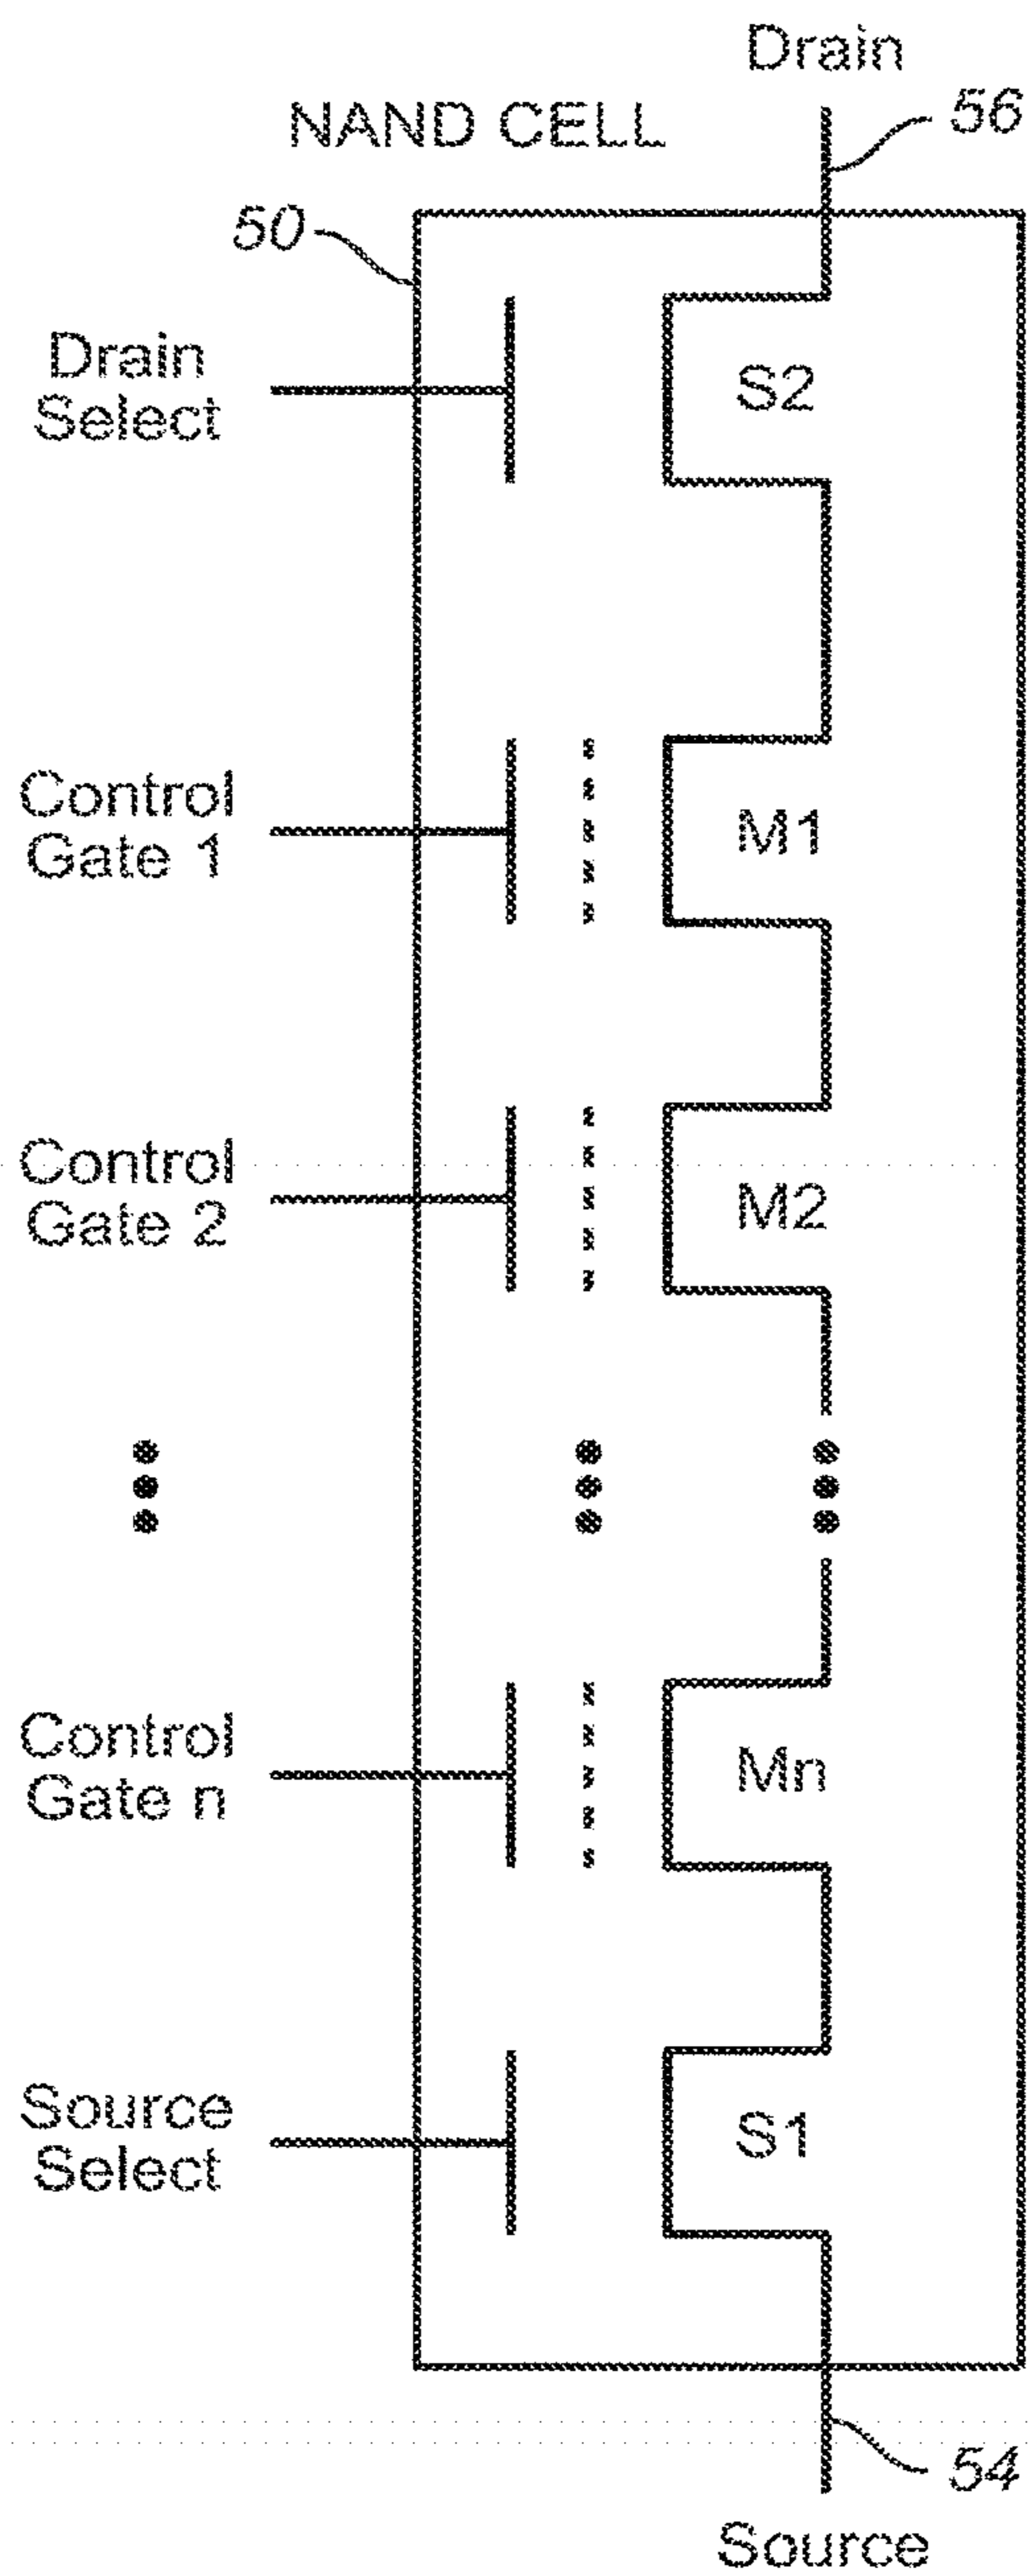 Drain
56
NAND CELL
50
Drain
Select
S2
Control
Gate 1
M1
Control
Gate 2
M2
Control
Gate n
Mn
Source
Select
S1
54
Source